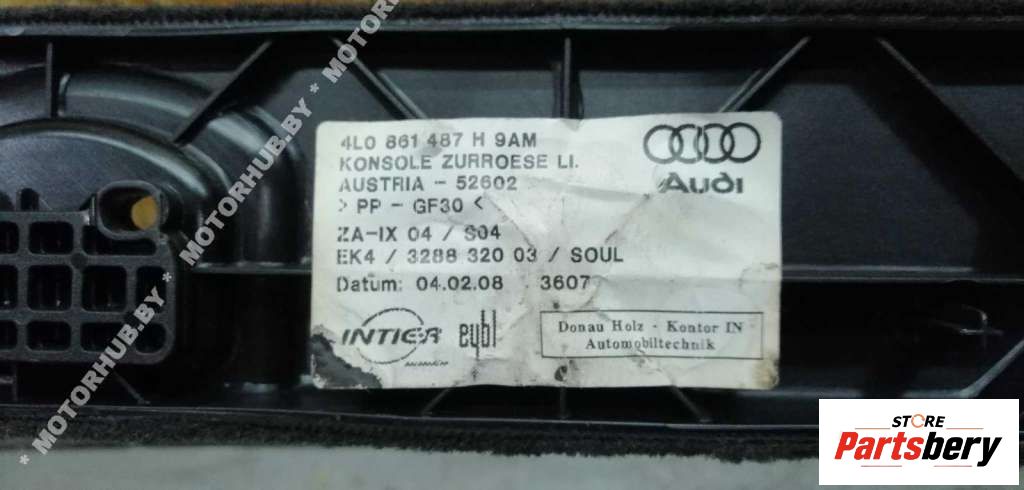 * MOTORHUB.BY * MOTORHUB.BY * MOTORHUB.BY *
4L0 861 487 H 9AM
KONSOLE ZURROESE LI.
AUSTRIA - 52602
> PP - GF30 <
ZA-IX 04 / S04
EK4 / 3288 320 03 / SOUL
Datum: 04.02.08 3607
Audi
INTIER eybl
Donau Holz - Kontor IN
Automobiltechnik
STORE
Partsbery